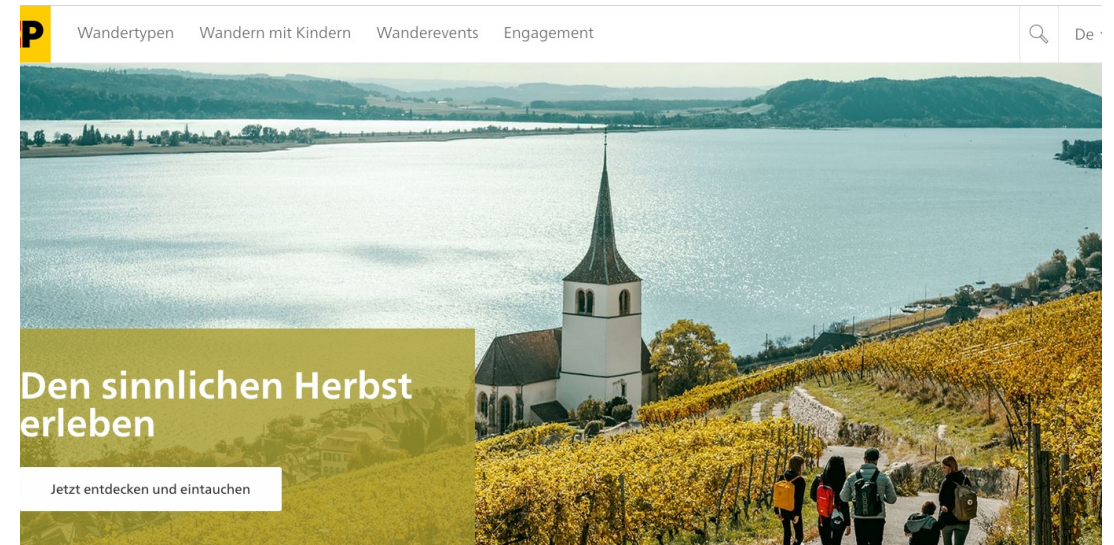 P
Wandertypen Wandern mit Kindern Wanderevents Engagement
De
Den sinnlichen Herbst
erleben
Jetzt entdecken und eintauchen